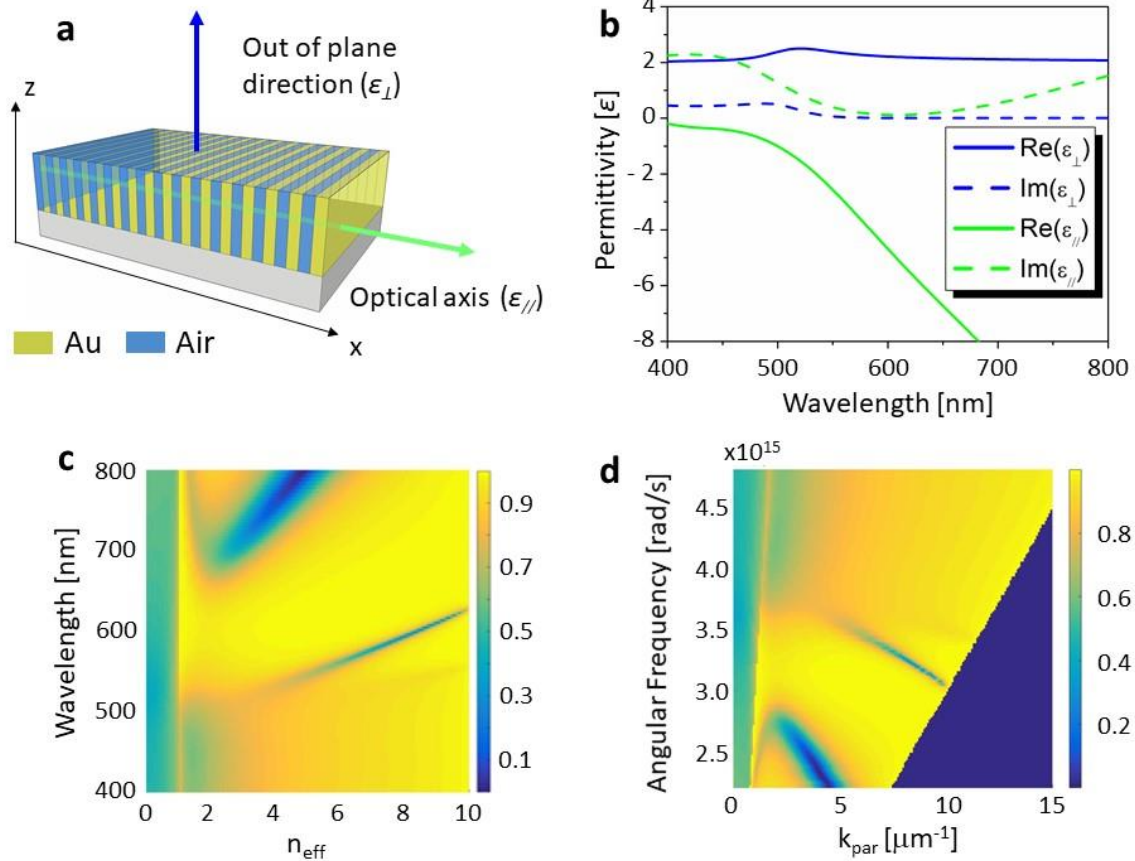 a
Out of plane
direction (ε⊥)
z
Optical axis (ε//)
x
Au
Air
b
Permittivity [ε]
4
2
0
-2
-4
-6
-8
Re(ε⊥)
Im(ε⊥)
Re(ε//)
Im(ε//)
400 500 600 700 800
Wavelength [nm]
c
Wavelength [nm]
800
700
600
500
400
0 2 4 6 8 10
n_eff
0.9
0.7
0.5
0.3
0.1
d
x10^15
Angular Frequency [rad/s]
4.5
4.0
3.5
3.0
2.5
0 5 10 15
k_par [μm⁻¹]
0.8
0.6
0.4
0.2